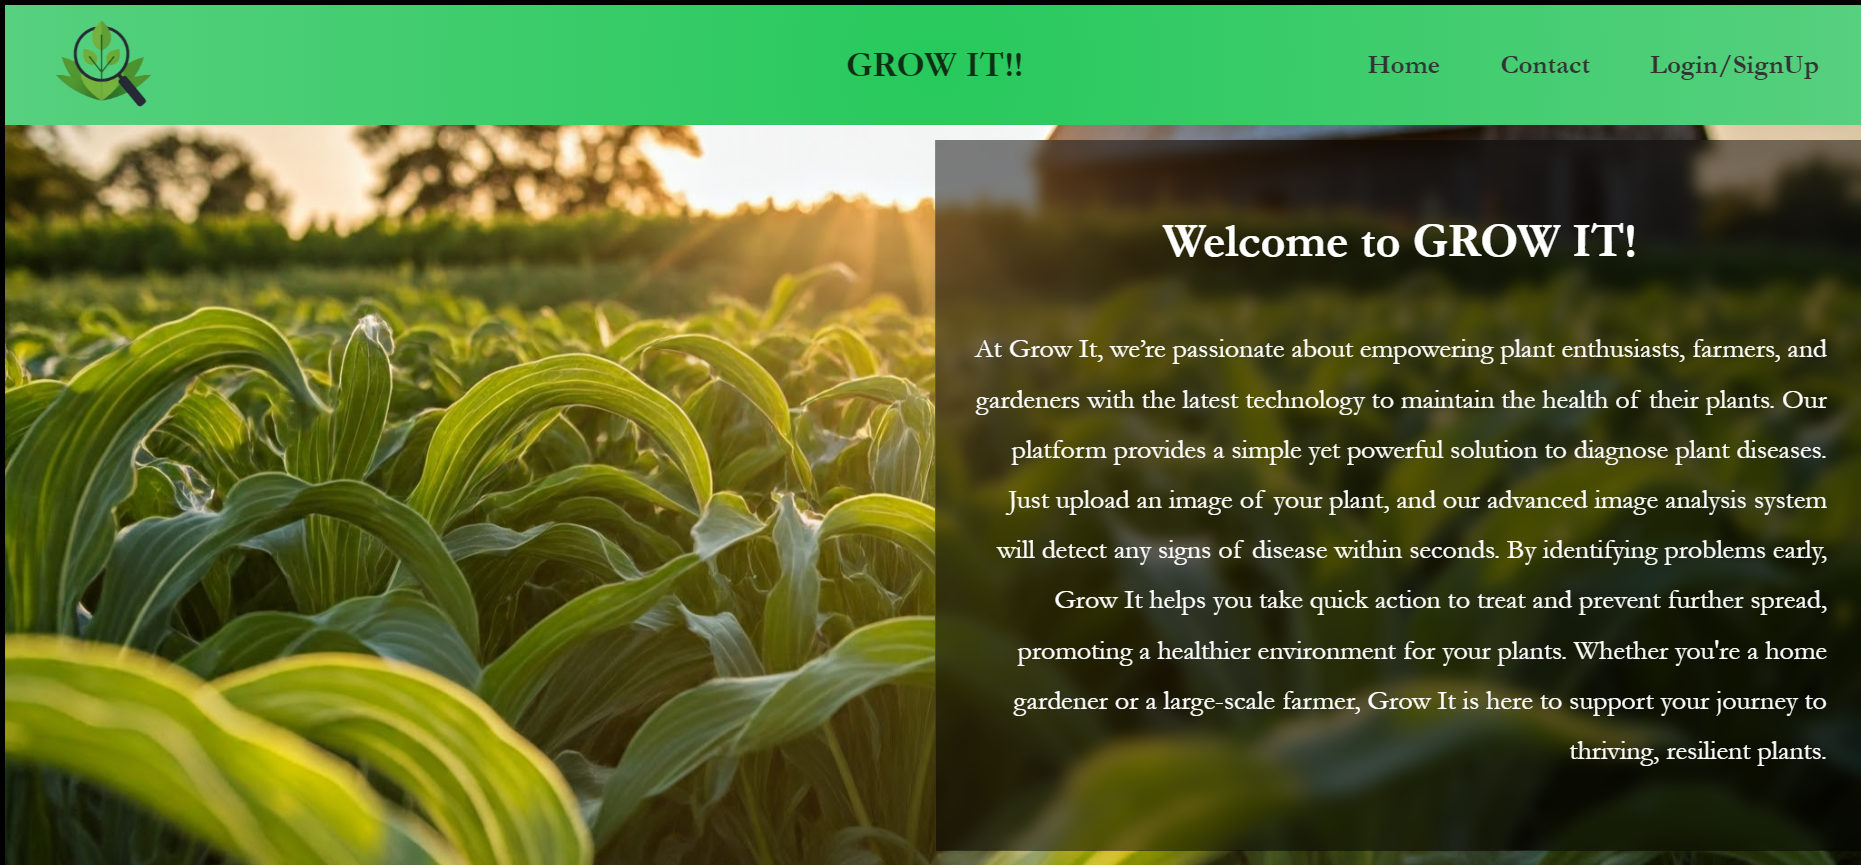 GROW IT!!
Home
Contact
Login/SignUp
Welcome to GROW IT!
At Grow It, we’re passionate about empowering plant enthusiasts, farmers, and
gardeners with the latest technology to maintain the health of their plants. Our
platform provides a simple yet powerful solution to diagnose plant diseases.
Just upload an image of your plant, and our advanced image analysis system
will detect any signs of disease within seconds. By identifying problems early,
Grow It helps you take quick action to treat and prevent further spread,
promoting a healthier environment for your plants. Whether you're a home
gardener or a large-scale farmer, Grow It is here to support your journey to
thriving, resilient plants.